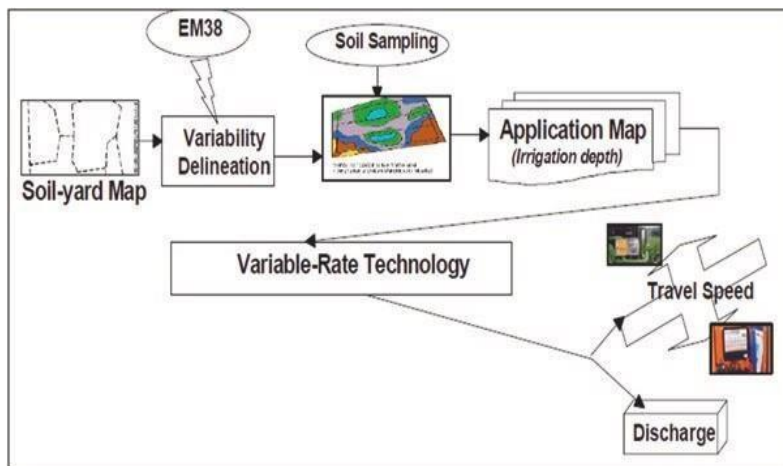 EM38
Soil Sampling
Variability
Delineation
Application Map
(Irrigation depth)
Soil-yard Map
Variable-Rate Technology
Travel Speed
Discharge